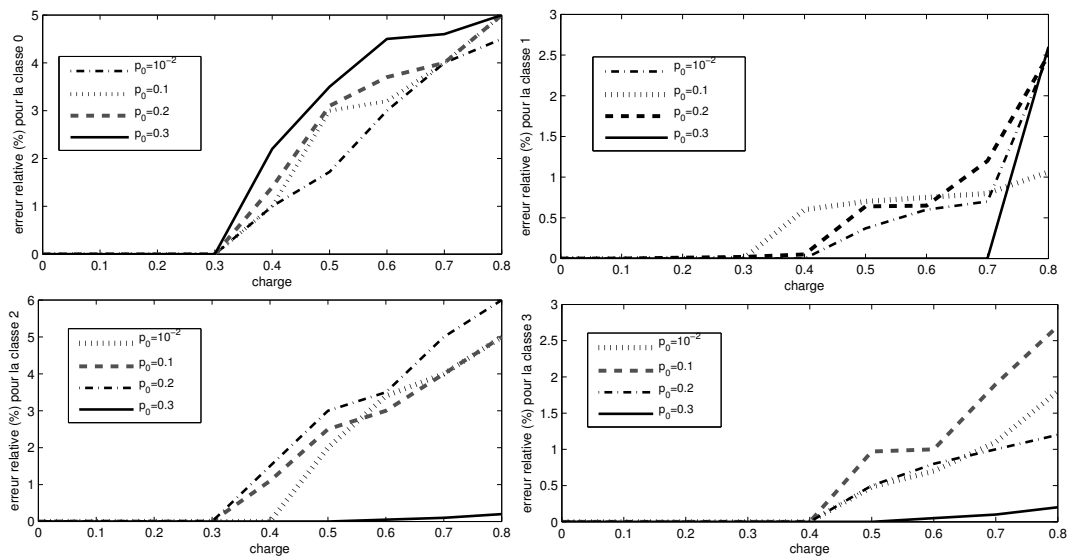 erreur relative (%) pour la classe 0
5
4
3
2
1
0
p0=10−2
p0=0.1
p0=0.2
p0=0.3
0 0.1 0.2 0.3 0.4 0.5 0.6 0.7 0.8
charge
erreur relative (%) pour la classe 1
3
2.5
2
1.5
1
0.5
0
p0=10−2
p0=0.1
p0=0.2
p0=0.3
0 0.1 0.2 0.3 0.4 0.5 0.6 0.7 0.8
charge
erreur relative (%) pour la classe 2
6
5
4
3
2
1
0
p0=10−2
p0=0.1
p0=0.2
p0=0.3
0 0.1 0.2 0.3 0.4 0.5 0.6 0.7 0.8
charge
erreur relative (%) pour la classe 3
3
2.5
2
1.5
1
0.5
0
p0=10−2
p0=0.1
p0=0.2
p0=0.3
0 0.1 0.2 0.3 0.4 0.5 0.6 0.7 0.8
charge